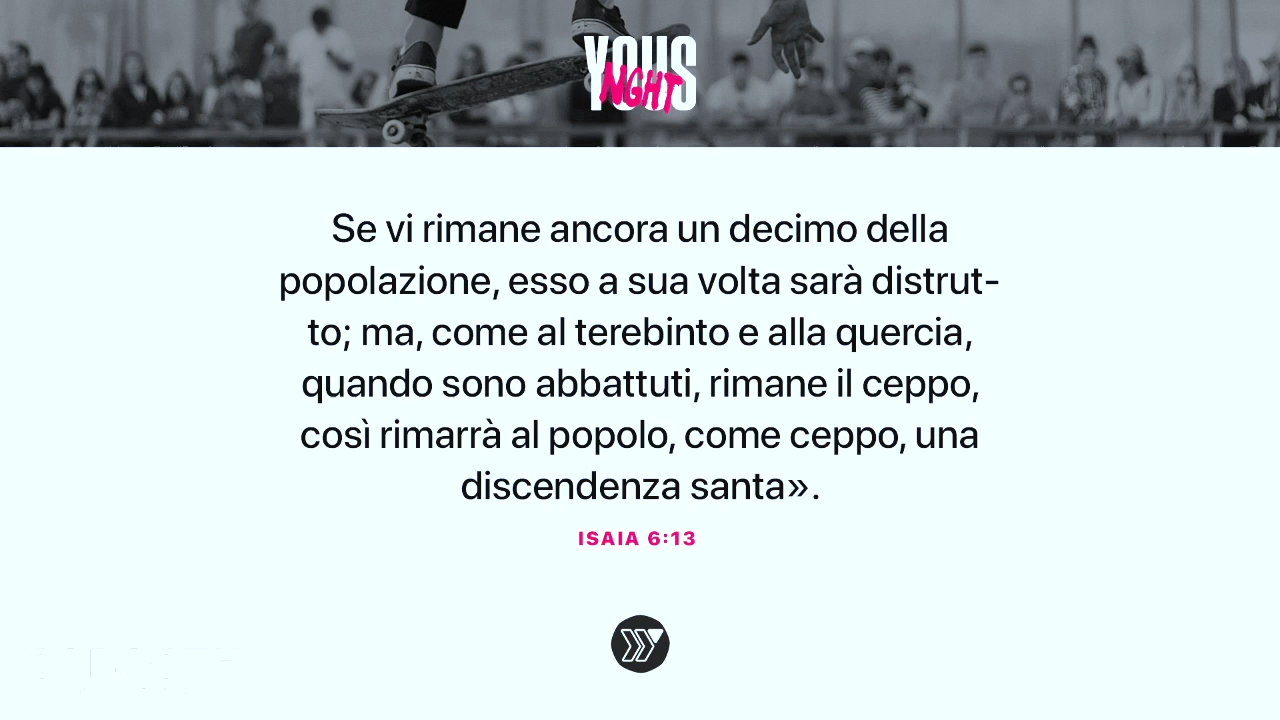 YOUS
NGHT
Se vi rimane ancora un decimo della
popolazione, esso a sua volta sarà distrut-
to; ma, come al terebinto e alla quercia,
quando sono abbattuti, rimane il ceppo,
così rimarrà al popolo, come ceppo, una
discendenza santa».
ISAIA 6:13